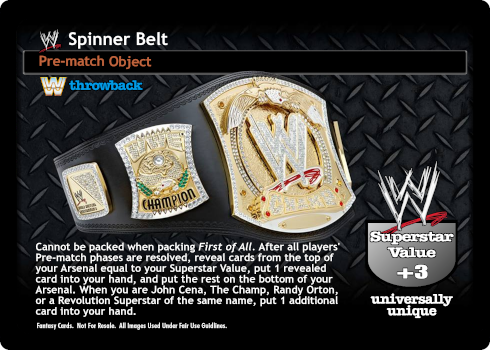 W Spinner Belt
Pre-match Object
W throwback
W
CHAMPION
W
Superstar
Value
+3
universally
unique
Cannot be packed when packing First of All. After all players'
Pre-match phases are resolved, reveal cards from the top of
your Arsenal equal to your Superstar Value, put 1 revealed
card into your hand, and put the rest on the bottom of your
Arsenal. When you are John Cena, The Champ, Randy Orton,
or a Revolution Superstar of the same name, put 1 additional
card into your hand.
Fantasy Cards. Not For Resale. All Images Used Under Fair Use Guidlines.